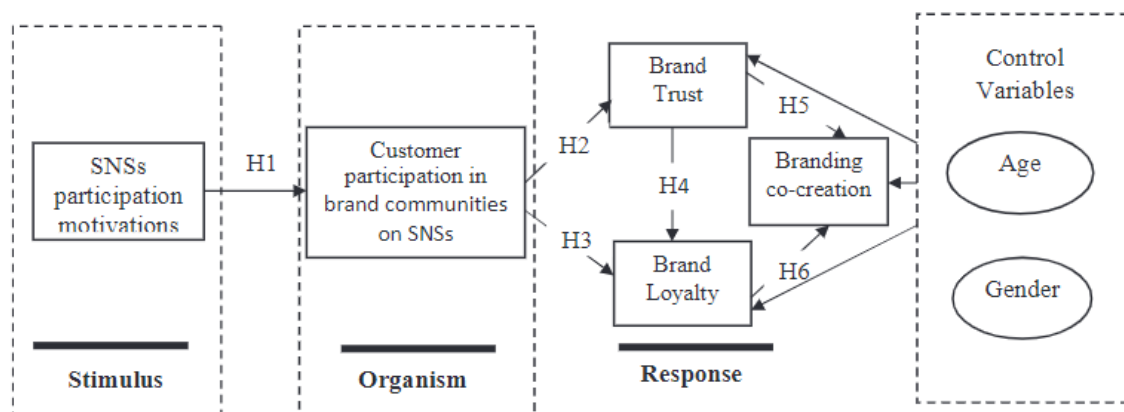 SNSs
participation
motivations
Stimulus
H1
Customer
participation in
brand communities
on SNSs
Organism
H2
H3
Brand
Trust
H4
Brand
Loyalty
H5
H6
Branding
co-creation
Response
Control
Variables
Age
Gender